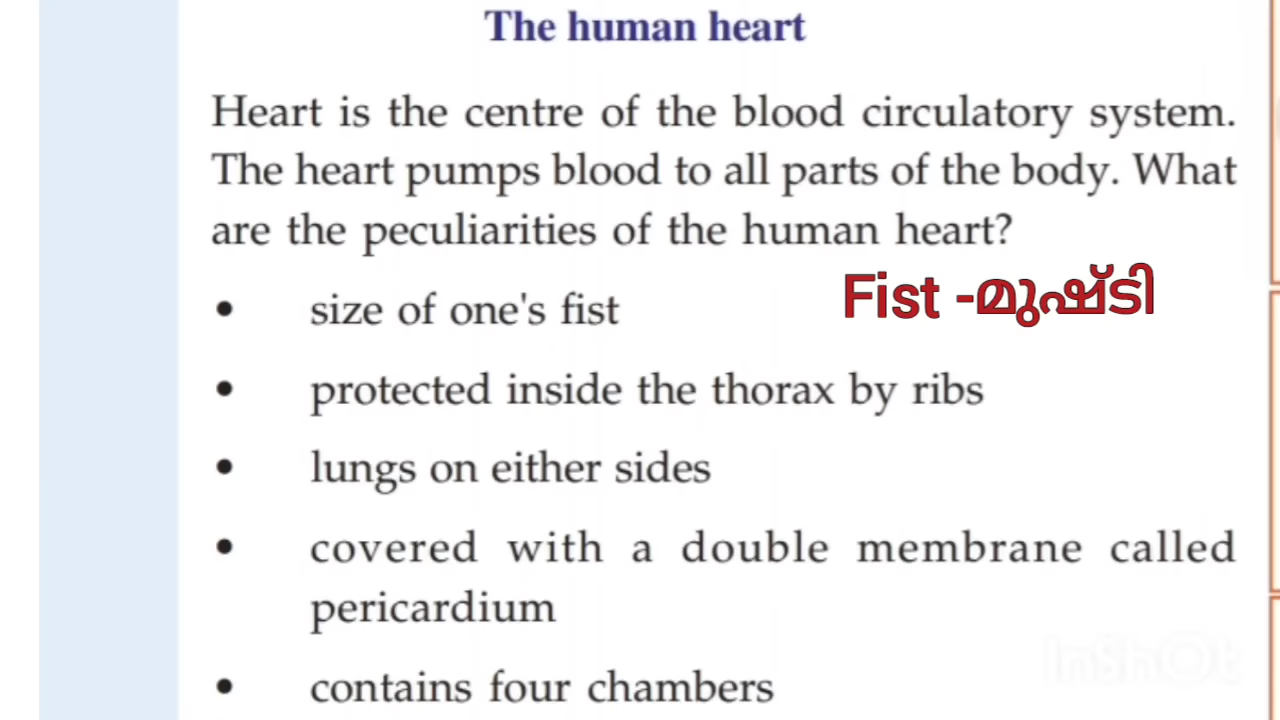 The human heart
Heart is the centre of the blood circulatory system.
The heart pumps blood to all parts of the body. What
are the peculiarities of the human heart?
• size of one's fist
Fist -മുഷ്ടി
• protected inside the thorax by ribs
• lungs on either sides
• covered with a double membrane called
pericardium
• contains four chambers
InShOt